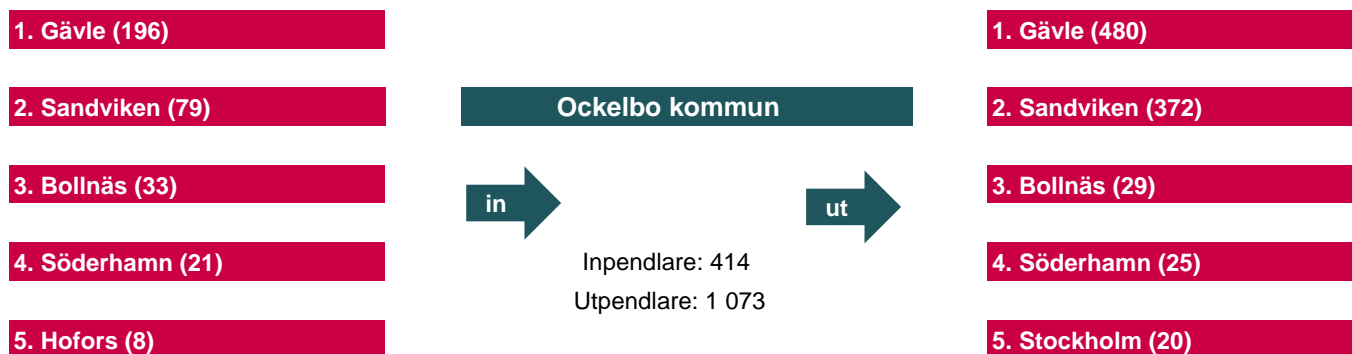 1. Gävle (196)
2. Sandviken (79)
3. Bollnäs (33)
4. Söderhamn (21)
5. Hofors (8)
Ockelbo kommun
in
ut
Inpendlare: 414
Utpendlare: 1 073
1. Gävle (480)
2. Sandviken (372)
3. Bollnäs (29)
4. Söderhamn (25)
5. Stockholm (20)